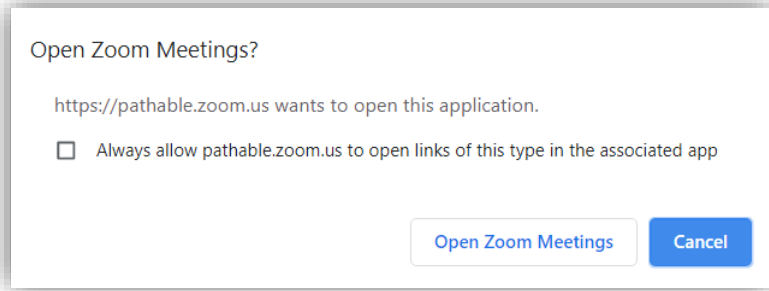 Open Zoom Meetings?
https://pathable.zoom.us wants to open this application.
Always allow pathable.zoom.us to open links of this type in the associated app
Open Zoom Meetings
Cancel